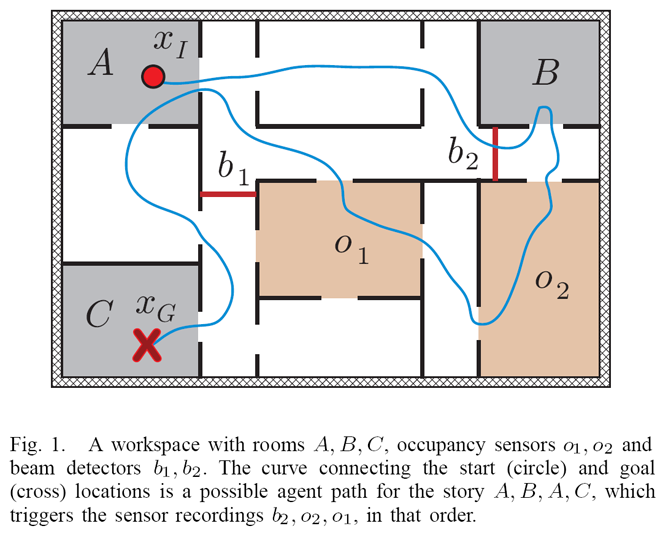 A x_I
B
b_1 b_2
o_1
o_2
C x_G
Fig. 1. A workspace with rooms A, B, C, occupancy sensors o_1, o_2 and
beam detectors b_1, b_2. The curve connecting the start (circle) and goal
(cross) locations is a possible agent path for the story A, B, A, C, which
triggers the sensor recordings b_2, o_2, o_1, in that order.